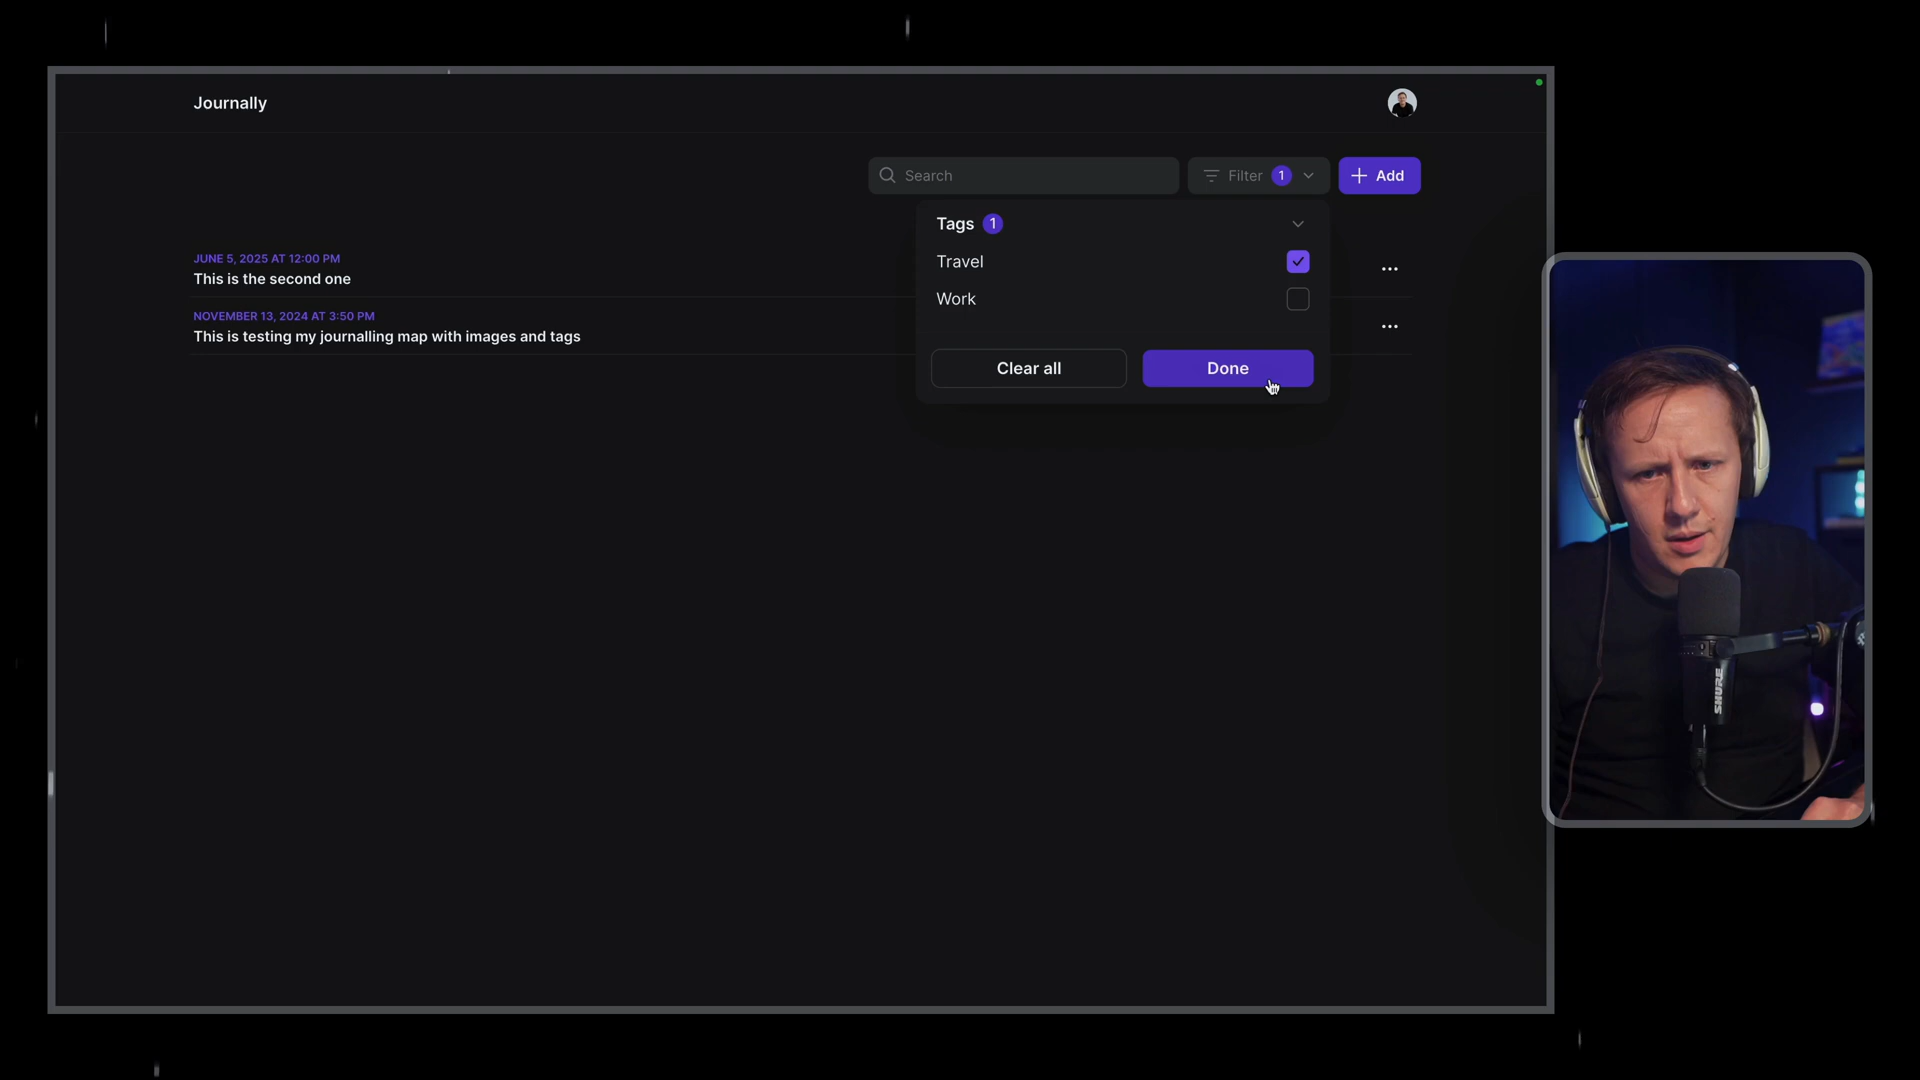 Journally
Search
Filter 1
Add
Tags 1
Travel
Work
Clear all
Done
JUNE 5, 2025 AT 12:00 PM
This is the second one
NOVEMBER 13, 2024 AT 3:50 PM
This is testing my journalling map with images and tags
SHURE